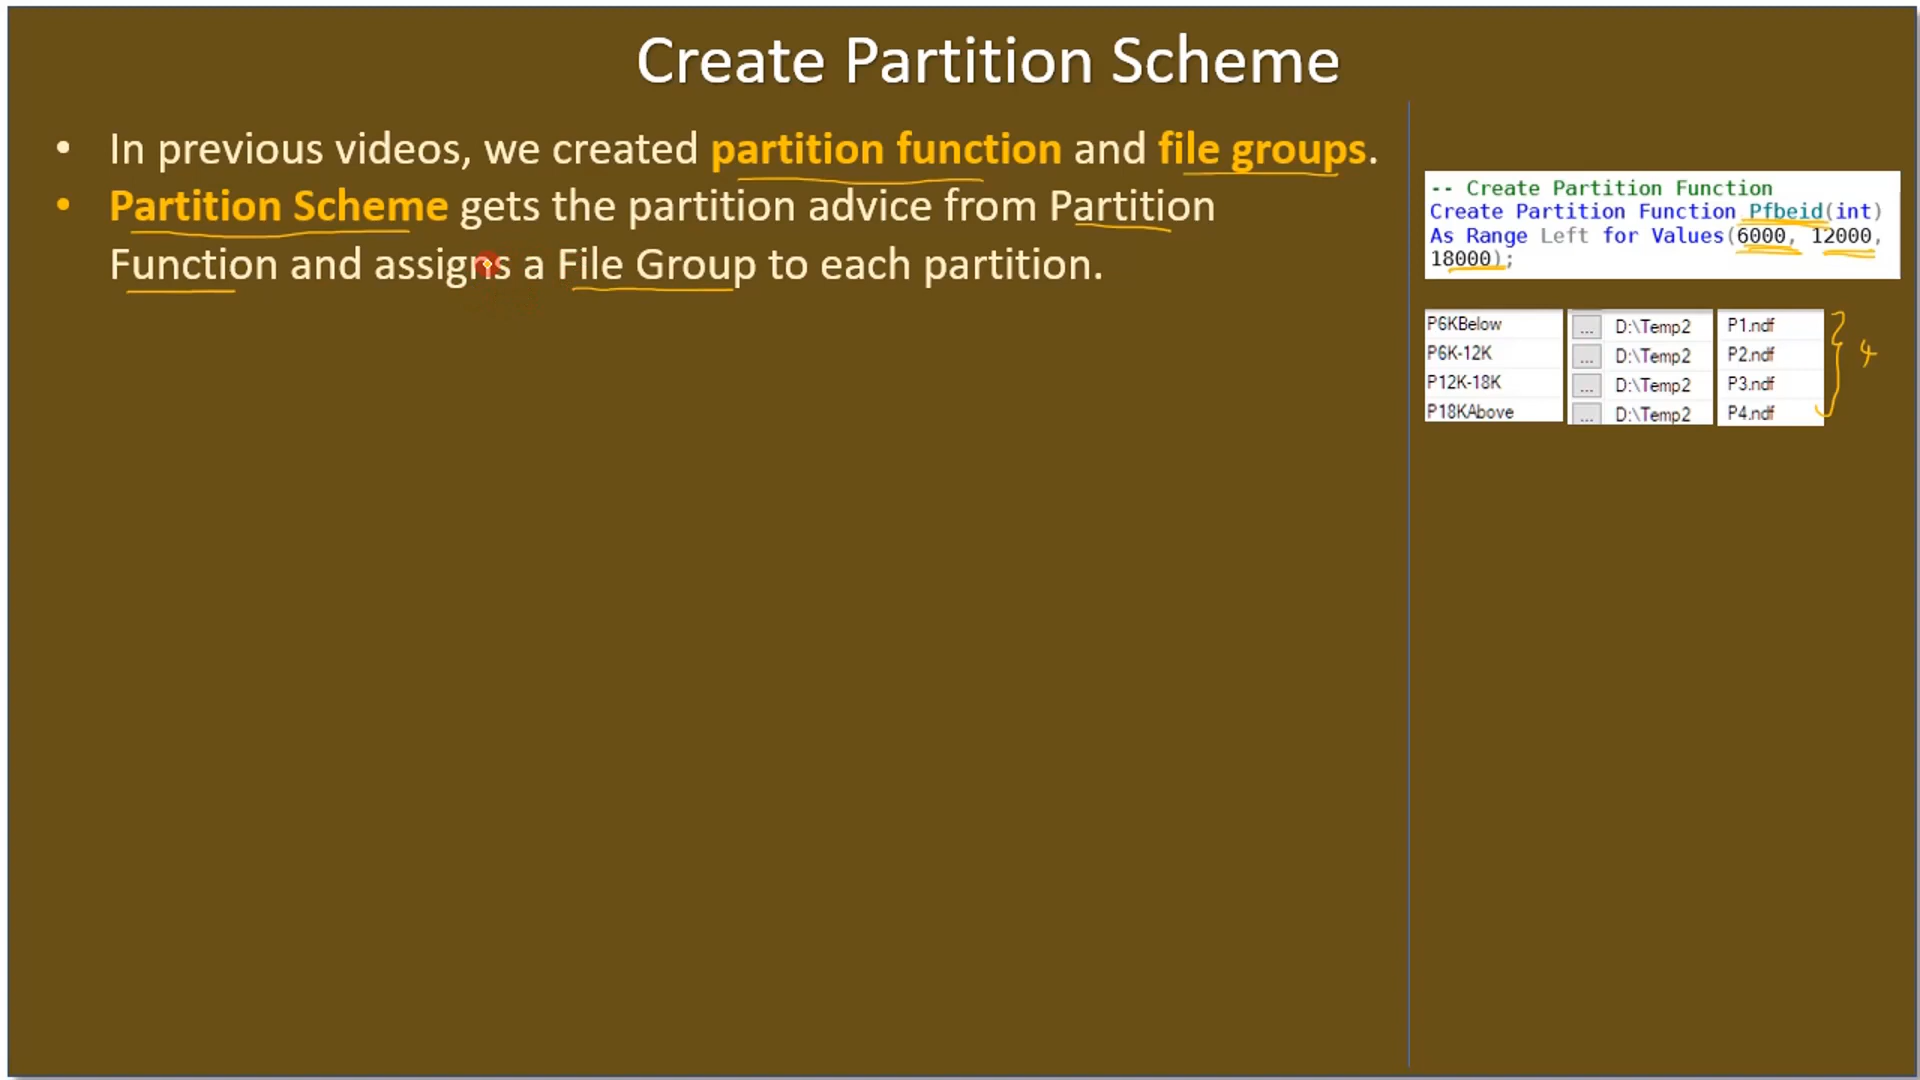 Create Partition Scheme
• In previous videos, we created partition function and file groups.
• Partition Scheme gets the partition advice from Partition
Function and assigns a File Group to each partition.
-- Create Partition Function
Create Partition Function Pfbeid(int)
As Range Left for Values(6000, 12000,
18000);
P6KBelow ... D:\Temp2 P1.ndf
P6K-12K ... D:\Temp2 P2.ndf
P12K-18K ... D:\Temp2 P3.ndf
P18KAbove ... D:\Temp2 P4.ndf
4